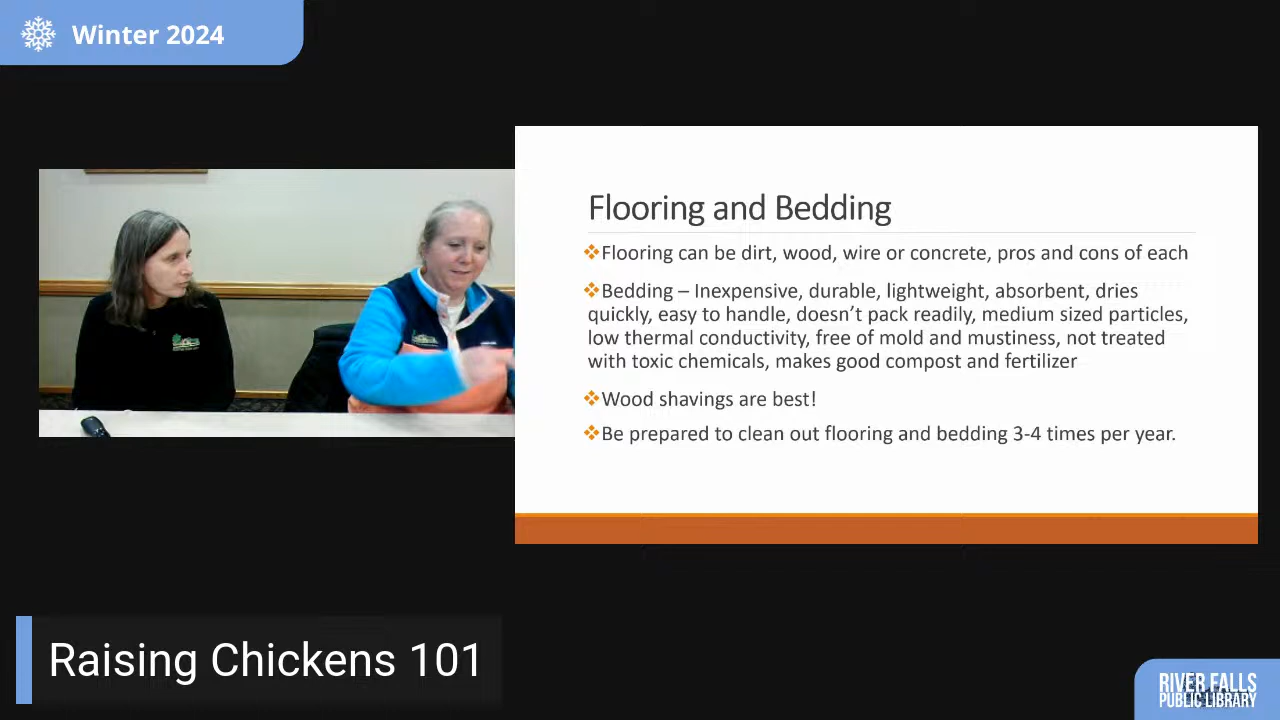 Winter 2024
Flooring and Bedding
❖Flooring can be dirt, wood, wire or concrete, pros and cons of each
❖Bedding – Inexpensive, durable, lightweight, absorbent, dries
quickly, easy to handle, doesn’t pack readily, medium sized particles,
low thermal conductivity, free of mold and mustiness, not treated
with toxic chemicals, makes good compost and fertilizer
❖Wood shavings are best!
❖Be prepared to clean out flooring and bedding 3-4 times per year.
Raising Chickens 101
RIVER FALLS
PUBLIC LIBRARY